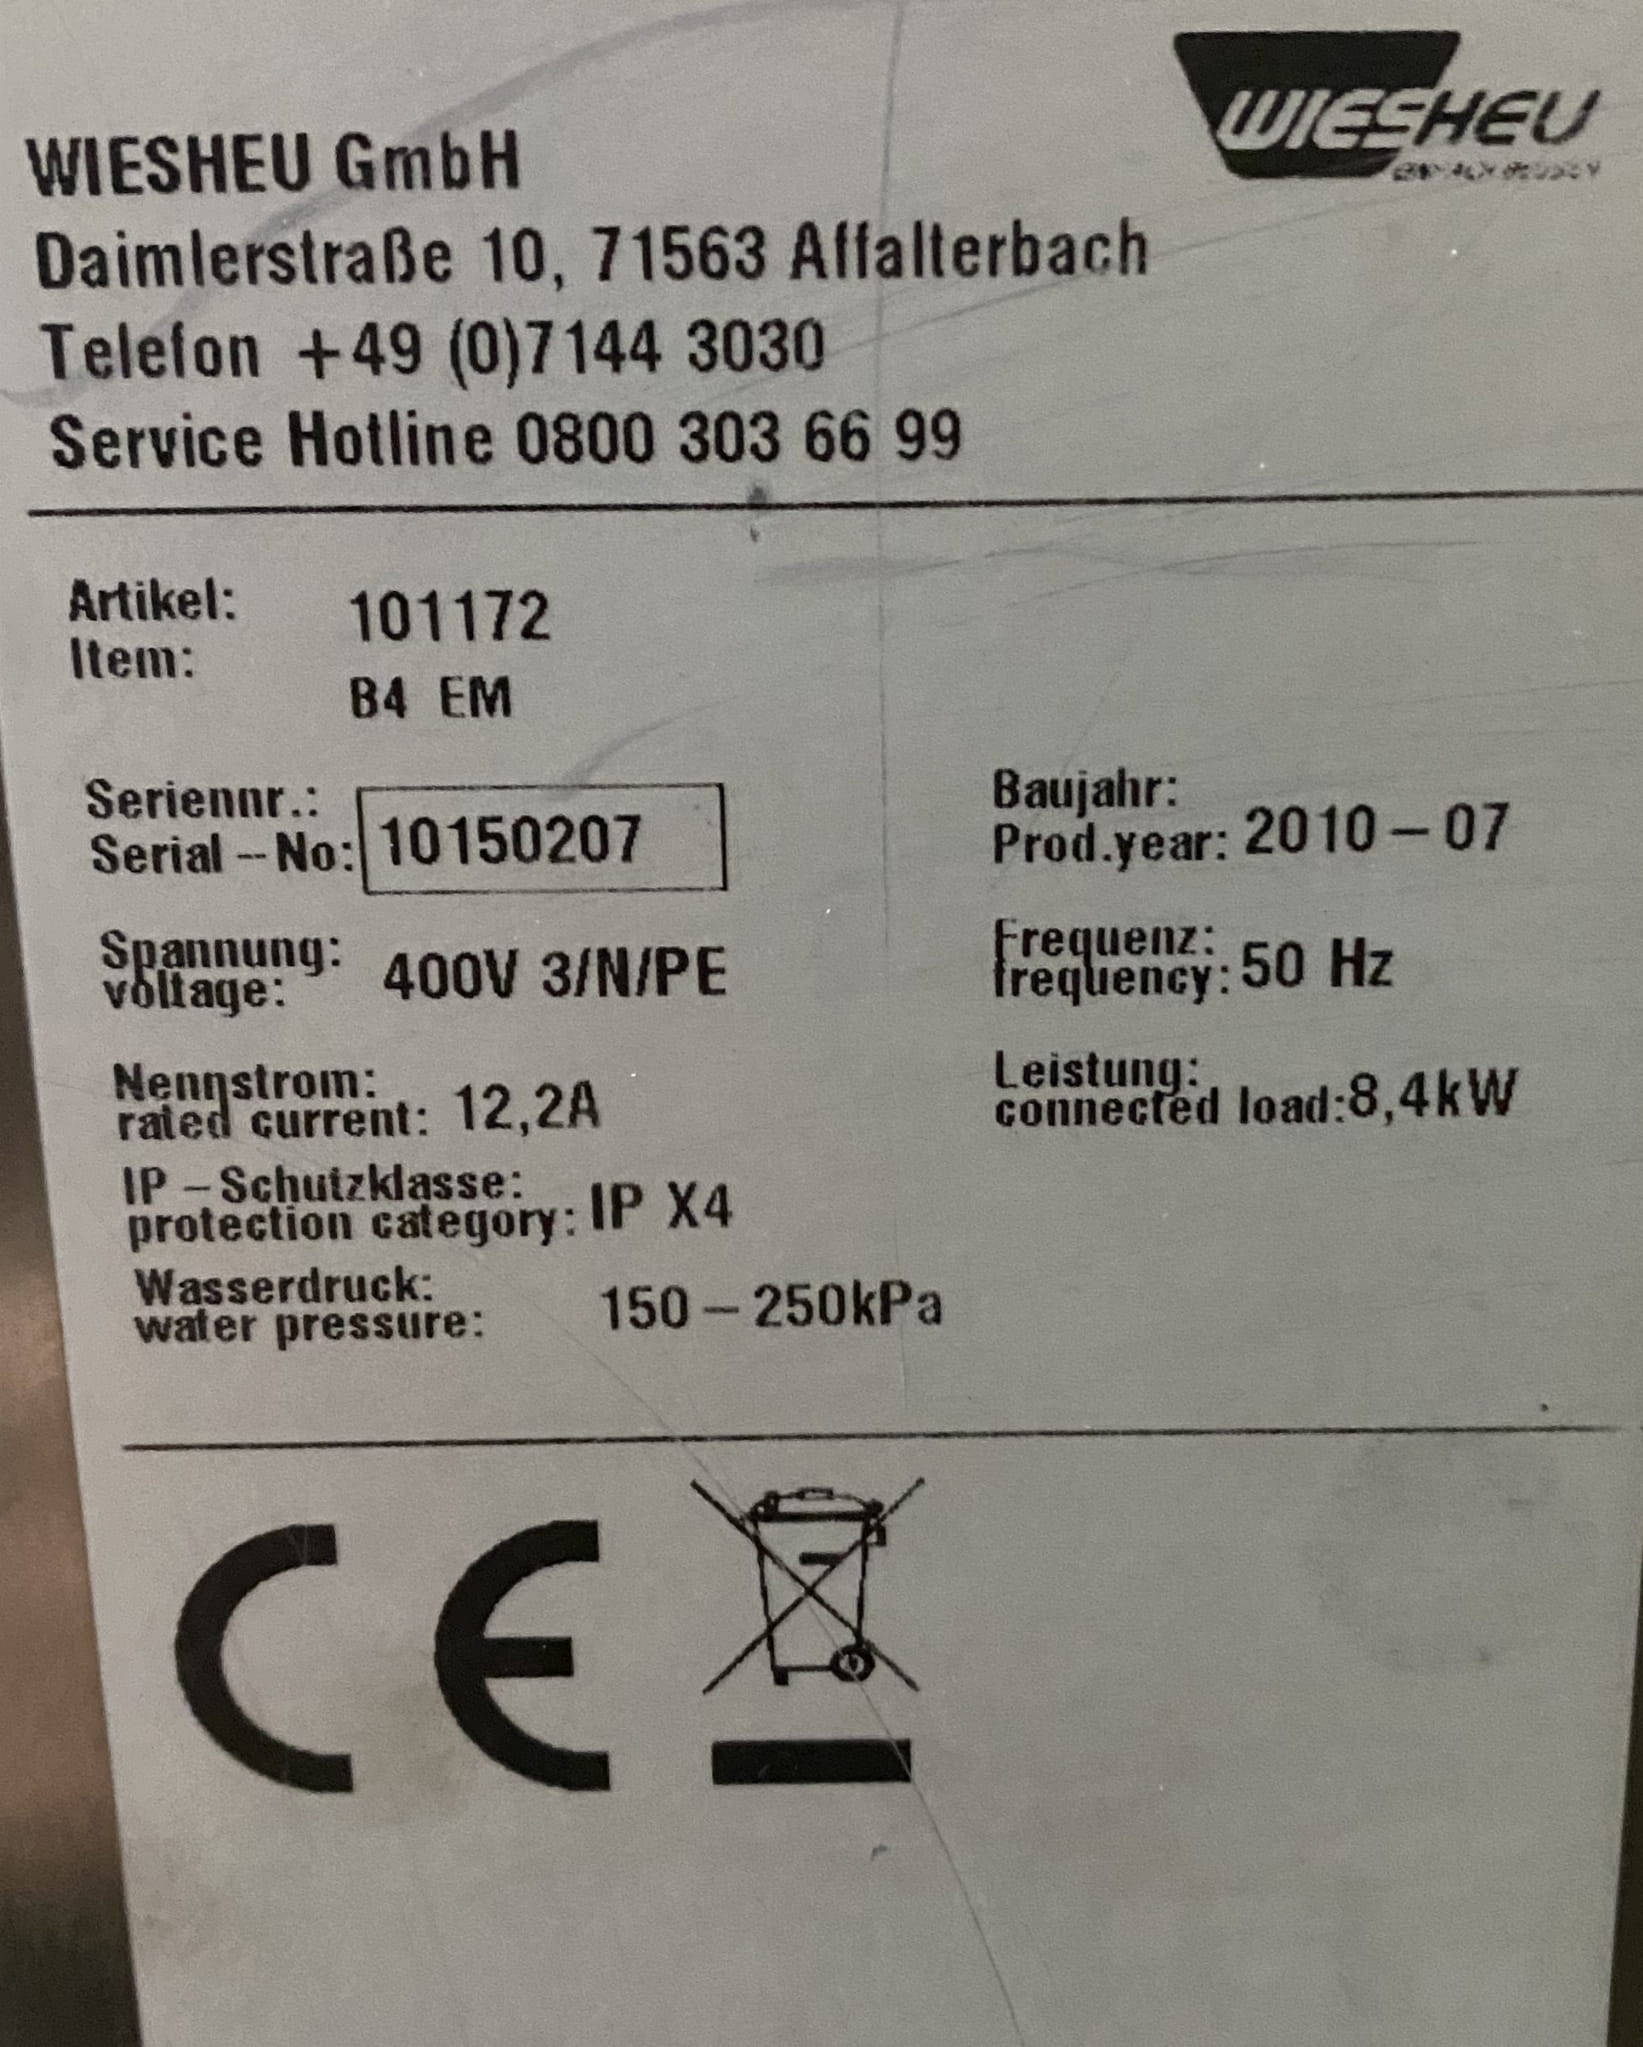 WIESHEU
WIESHEU GmbH
Daimlerstraße 10, 71563 Affalterbach
Telefon +49 (0)7144 3030
Service Hotline 0800 303 66 99
Artikel: 101172
Item:
B4 EM
Seriennr.:
Serial-No: 10150207
Baujahr:
Prod.year: 2010-07
Spannung:
voltage: 400V 3/N/PE
Frequenz:
frequency: 50 Hz
Nennstrom:
rated current: 12,2A
Leistung:
connected load: 8,4kW
IP-Schutzklasse:
protection category: IP X4
Wasserdruck:
water pressure: 150-250kPa
CE